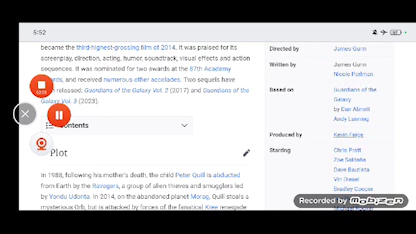 5:52
became the third-highest-grossing film of 2014. It was praised for its
screenplay, direction, acting, humor, soundtrack, visual effects and action
sequences. It was nominated for two awards at the 87th Academy
and received numerous other accolades. Two sequels have
released: Guardians of the Galaxy Vol. 2 (2017) and Guardians of the
Galaxy Vol. 3 (2023).
Contents
Plot
In 1988, following his mother's death, the child Peter Quill is abducted
from Earth by the Ravagers, a group of alien thieves and smugglers led
by Yondu Udonta. In 2014, on the abandoned planet Morag, Quill steals a
mysterious Orb, but is attacked by forces of the fanatical Kree renegade
Directed by James Gunn
Written by James Gunn
Nicole Perlman
Based on Guardians of the
Galaxy
by Dan Abnett
Andy Lanning
Produced by Kevin Feige
Starring Chris Pratt
Zoe Saldaña
Dave Bautista
Vin Diesel
Bradley Cooper
Recorded by Mobizen